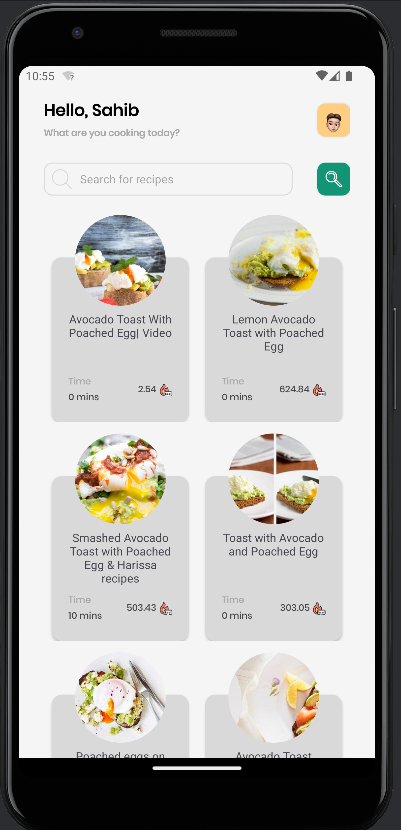 10:55
Hello, Sahib
What are you cooking today?
Search for recipes
Avocado Toast With
Poached Egg| Video
Time
0 mins
2.54
Lemon Avocado
Toast with Poached
Egg
Time
0 mins
624.84
Smashed Avocado
Toast with Poached
Egg & Harissa
recipes
Time
10 mins
503.43
Toast with Avocado
and Poached Egg
Time
0 mins
303.05
Poached eggs on
Avocado Toast